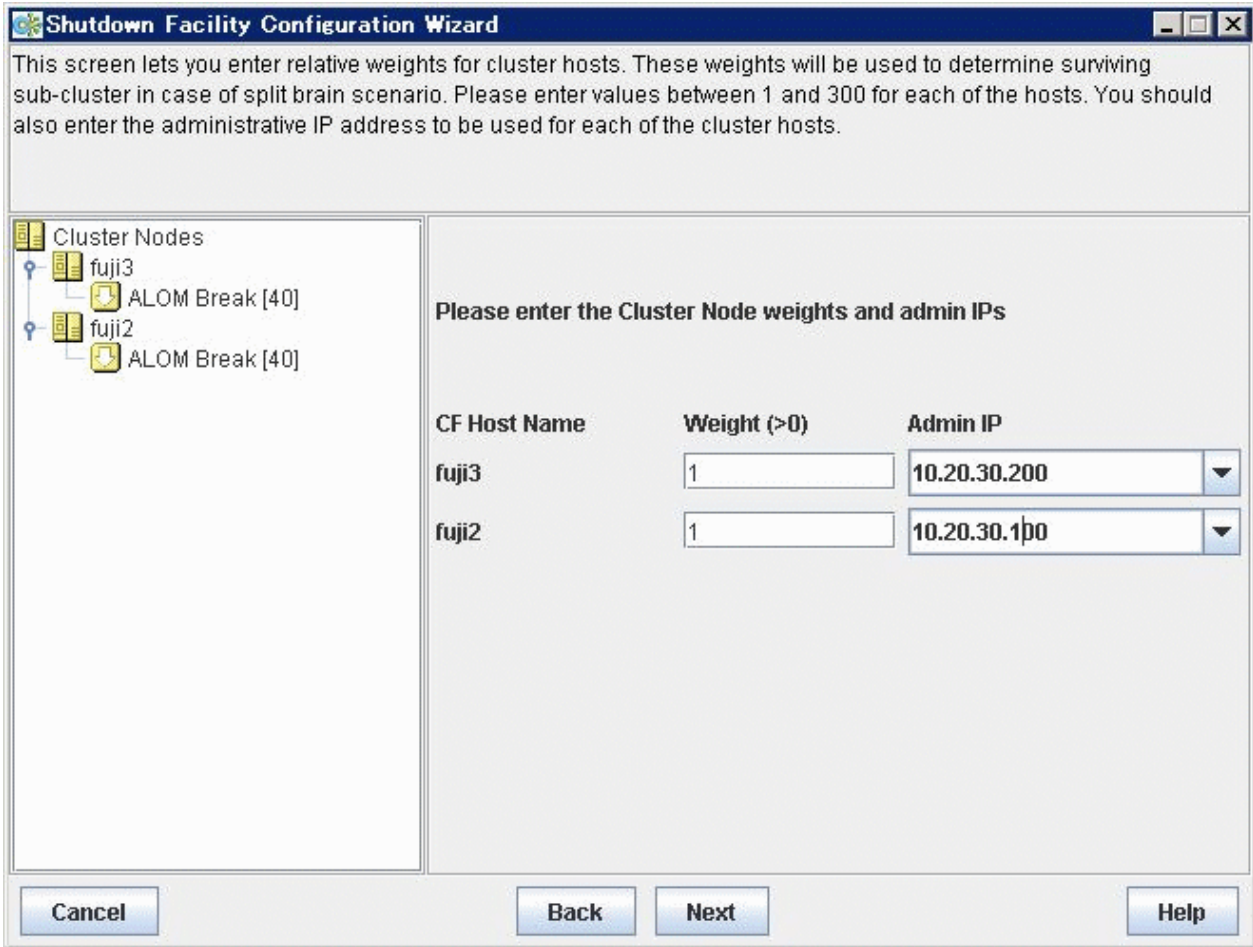 Shutdown Facility Configuration Wizard
This screen lets you enter relative weights for cluster hosts. These weights will be used to determine surviving
sub-cluster in case of split brain scenario. Please enter values between 1 and 300 for each of the hosts. You should
also enter the administrative IP address to be used for each of the cluster hosts.
Cluster Nodes
fuji3
ALOM Break [40]
fuji2
ALOM Break [40]
Please enter the Cluster Node weights and admin IPs
CF Host Name Weight (>0) Admin IP
fuji3 1 10.20.30.200
fuji2 1 10.20.30.100
Cancel Back Next Help